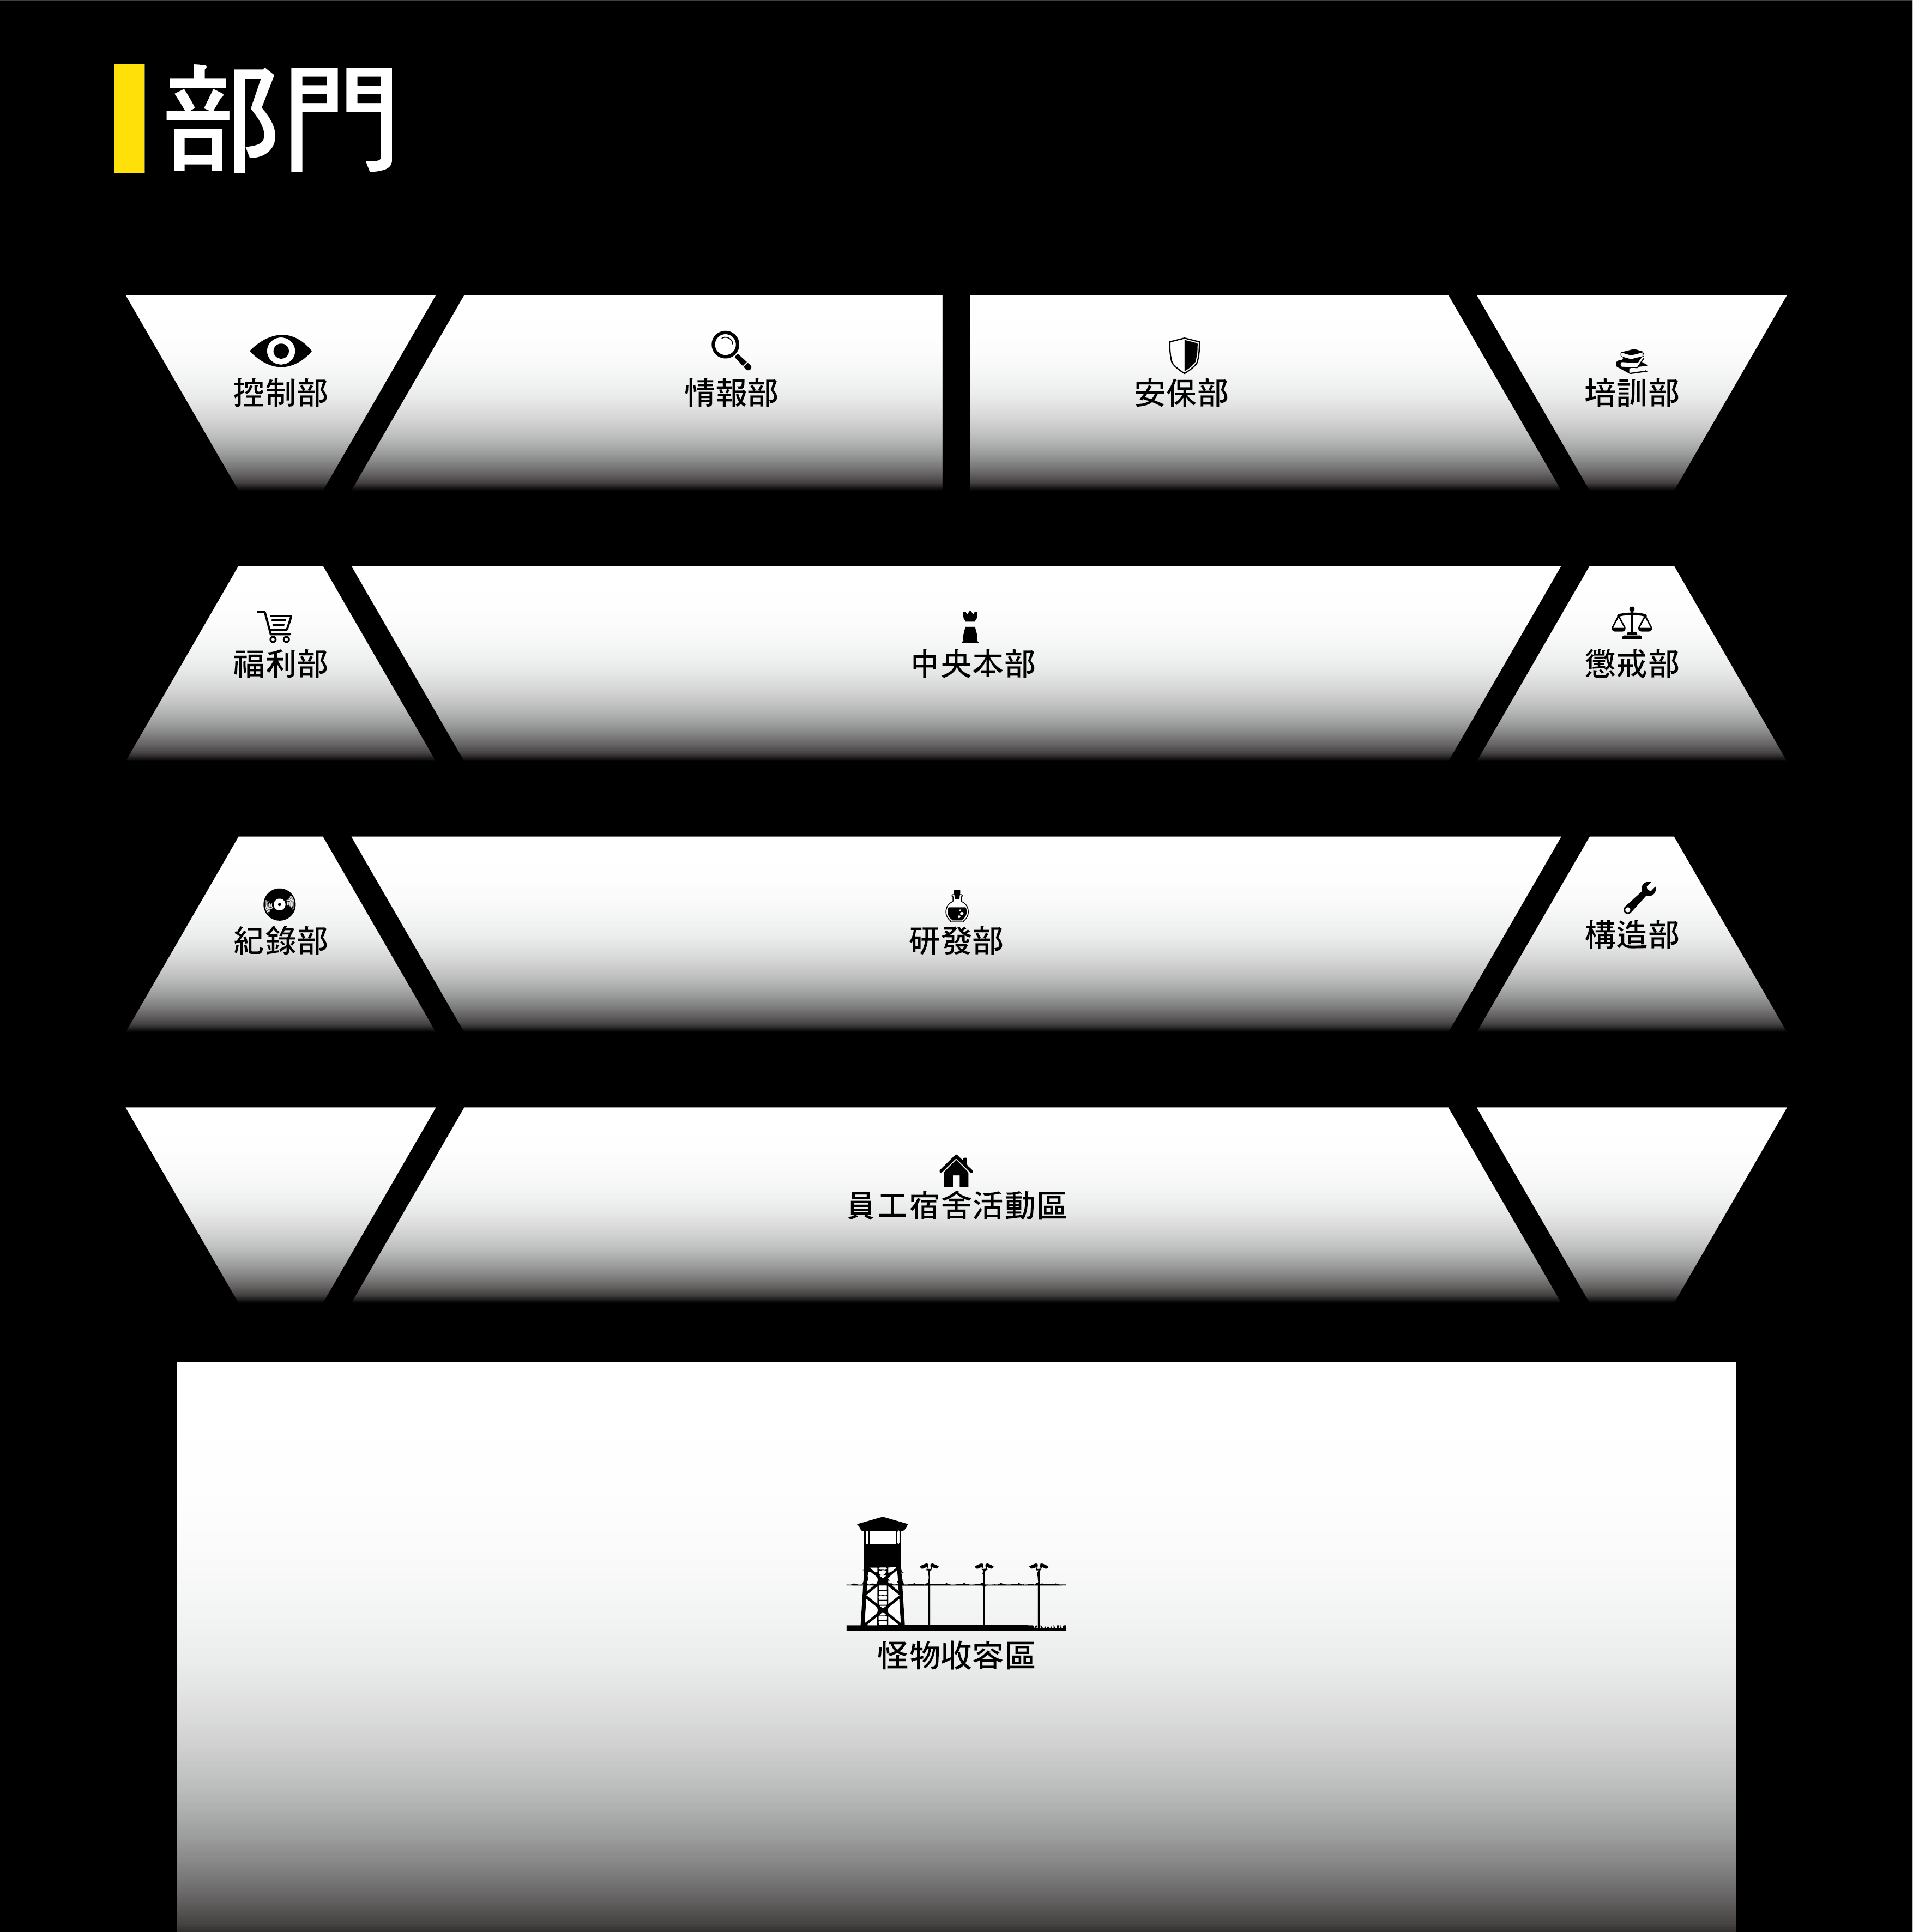 部門
控制部
情報部
安保部
培訓部
福利部
中央本部
懲戒部
紀錄部
研發部
構造部
員工宿舍活動區
怪物收容區